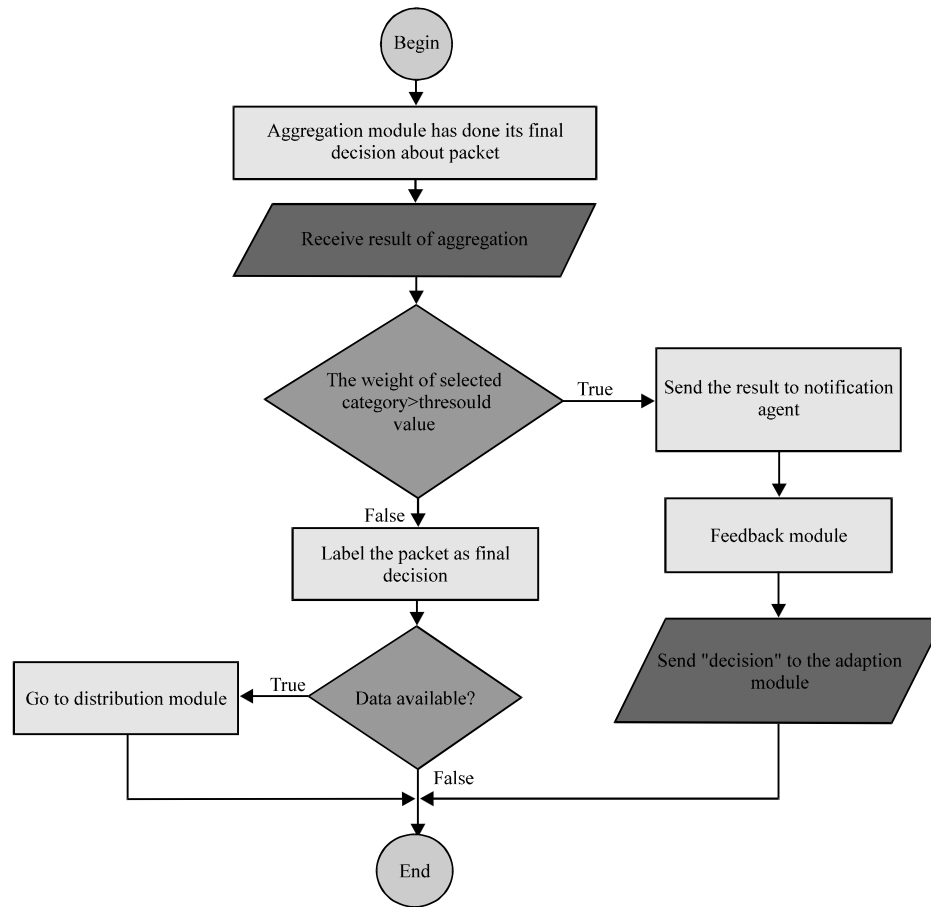 Begin
Aggregation module has done its final
decision about packet
Receive result of aggregation
The weight of selected
category>thresould
value
True
Send the result to notification
agent
False
Feedback module
Label the packet as final
decision
Send "decision" to the adaption
module
True
Go to distribution module
Data available?
False
End